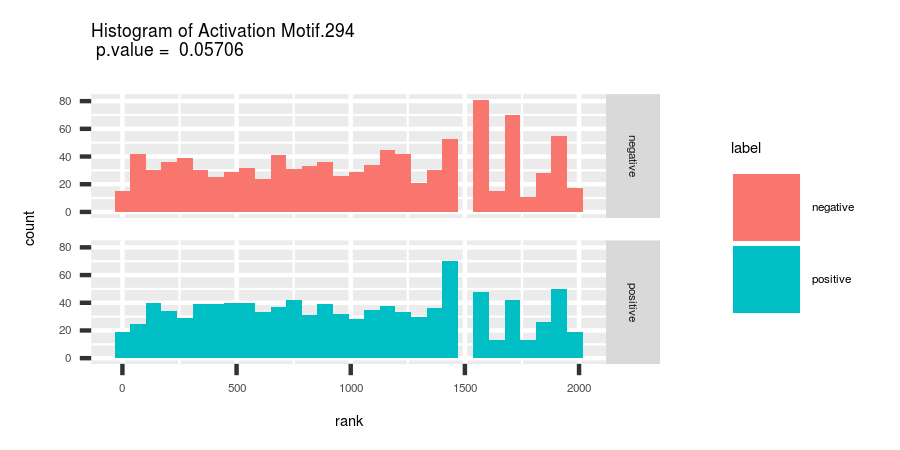 Histogram of Activation Motif.294
p.value = 0.05706
count
80
60
40
20
0
negative
80
60
40
20
0
positive
0 500 1000 1500 2000
rank
label
negative
positive